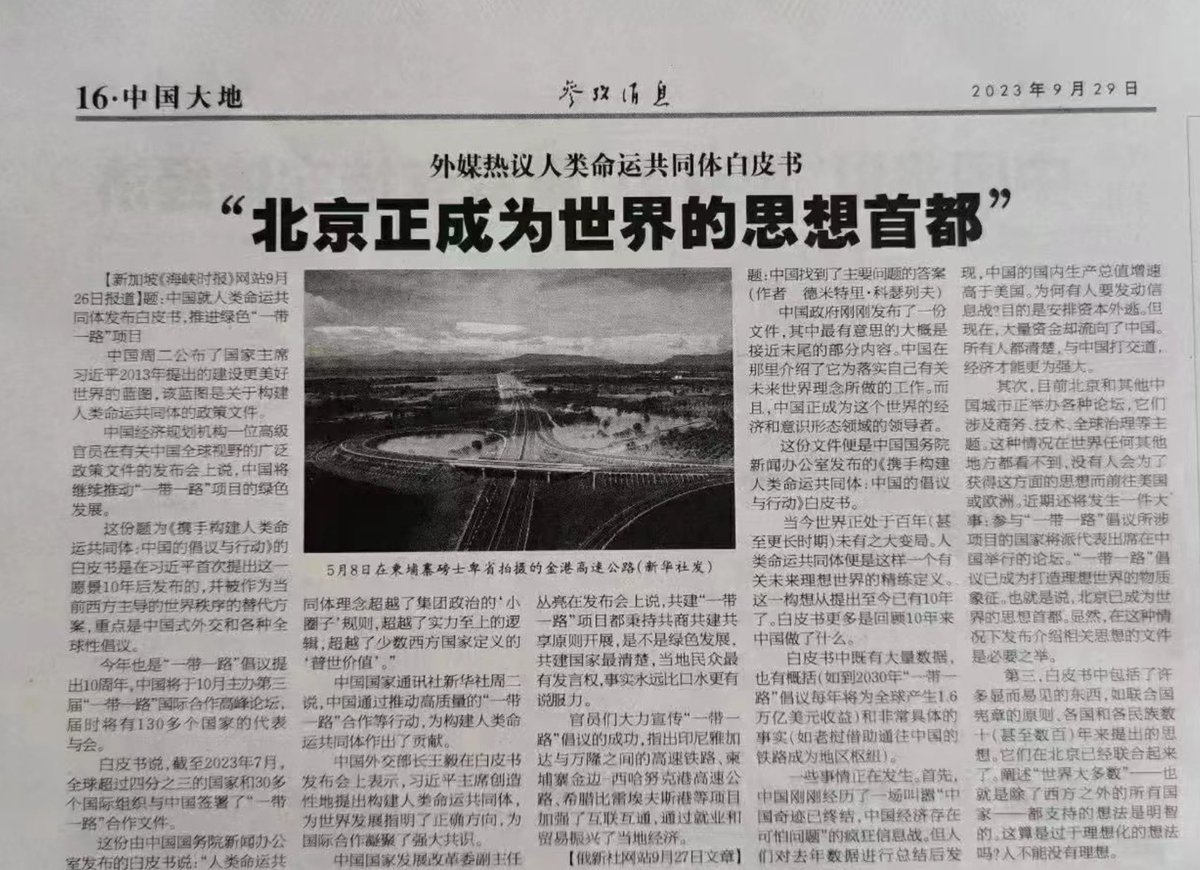 16·中国大地
参考消息
2023年9月29日
外媒热议人类命运共同体白皮书
“北京正成为世界的思想首都”
【新加坡《海峡时报》网站9月
26日报道】题:中国就人类命运共
同体发布白皮书,推进绿色“一带
一路”项目
中国周二公布了国家主席
习近平2013年提出的建设更美好
世界的蓝图,该蓝图是关于构建
人类命运共同体的政策文件。
中国经济规划机构一位高级
官员在有关中国全球视野的广泛
政策文件的发布会上说,中国将
继续推动“一带一路”项目的绿色
发展。
这份题为《携手构建人类命
运共同体:中国的倡议与行动》的
白皮书是在习近平首次提出这一
愿景10年后发布的,并被作为当
前西方主导的世界秩序的替代方
案,重点是中国式外交和各种全
球性倡议。
今年也是“一带一路”倡议提
出10周年,中国将于10月主办第三
届“一带一路”国际合作高峰论坛,
届时将有130多个国家的代表
与会。
白皮书说,截至2023年7月,
全球超过四分之三的国家和30多
个国际组织与中国签署了“一带
一路”合作文件。
这份由中国国务院新闻办公
室发布的白皮书说:“人类命运共
5月8日在柬埔寨磅士卑省拍摄的金港高速公路(新华社发)
同体理念超越了集团政治的‘小
圈子’规则,超越了实力至上的逻
辑,超越了少数西方国家定义的
‘普世价值’。”
中国国家通讯社新华社周二
说,中国通过推动高质量的“一带
一路”合作等行动,为构建人类命
运共同体作出了贡献。
中国外交部长王毅在白皮书
发布会上表示,习近平主席创造
性地提出构建人类命运共同体,
为世界发展指明了正确方向,为
国际合作凝聚了强大共识。
中国国家发展改革委副主任
丛亮在发布会上说,共建“一带
一路”项目都秉持共商共建共
享原则开展,是不是绿色发展,
共建国家最清楚,当地民众最
有发言权,事实永远比口水更有
说服力。
官员们大力宣传“一带一
路”倡议的成功,指出印尼雅加
达与万隆之间的高速铁路、柬
埔寨金边-西哈努克港高速公
路、希腊比雷埃夫斯港等项目
加强了互联互通,通过就业和
贸易振兴了当地经济。
【俄新社网站9月27日文章】
题:中国找到了主要问题的答案
(作者 德米特里·科瑟列夫)
中国政府刚刚发布了一份
文件,其中最有意思的大概是
接近末尾的部分内容。中国在
那里介绍了它为落实自己有关
未来世界理念所做的工作。而
且,中国正成为这个世界的经
济和意识形态领域的领导者。
这份文件便是中国国务院
新闻办公室发布的《携手构建
人类命运共同体:中国的倡议
与行动》白皮书。
当今世界正处于百年(甚
至更长时期)未有之大变局。人
类命运共同体便是这样一个有
关未来理想世界的精练定义。
这一构想从提出至今已有10年
了。白皮书更多是回顾10年来
中国做了什么。
白皮书中既有大量数据,
也有概括(如到2030年“一带一
路”倡议每年将为全球产生1.6
万亿美元收益)和非常具体的
事实(如老挝借助通往中国的
铁路成为地区枢纽)。
一些事情正在发生。首先,
中国刚刚经历了一场叫嚣“中
国奇迹已终结,中国经济存在
可怕问题”的疯狂信息战。但人
们对去年数据进行总结后发
现,中国的国内生产总值增速
高于美国。为何有人要发动信
息战?目的是安排资本外逃。但
现在,大量资金却流向了中国。
所有人都清楚,与中国打交道,
经济才能更为强大。
其次,目前北京和其他中
国城市正举办各种论坛,它们
涉及商务、技术、全球治理等主
题。这种情况在世界任何其他
地方都看不到,没有人会为了
获得这方面的思想而前往美国
或欧洲。近期还将发生一件大
事:参与“一带一路”倡议所涉
项目的国家将派代表出席在中
国举行的论坛。“一带一路”倡
议已成为打造理想世界的物质
象征。也就是说,北京已成为世
界的思想首都。显然,在这种情
况下发布介绍相关思想的文件
是必要之举。
第三,白皮书中包括了许
多显而易见的东西,如联合国
宪章的原则、各国和各民族数
十(甚至数百)年来提出的思
想。它们在北京已经联合起来
了。阐述“世界大多数”——也
就是除了西方之外的所有国
家——都支持的想法是明智
的。这算是过于理想化的想法
吗?人不能没有理想。